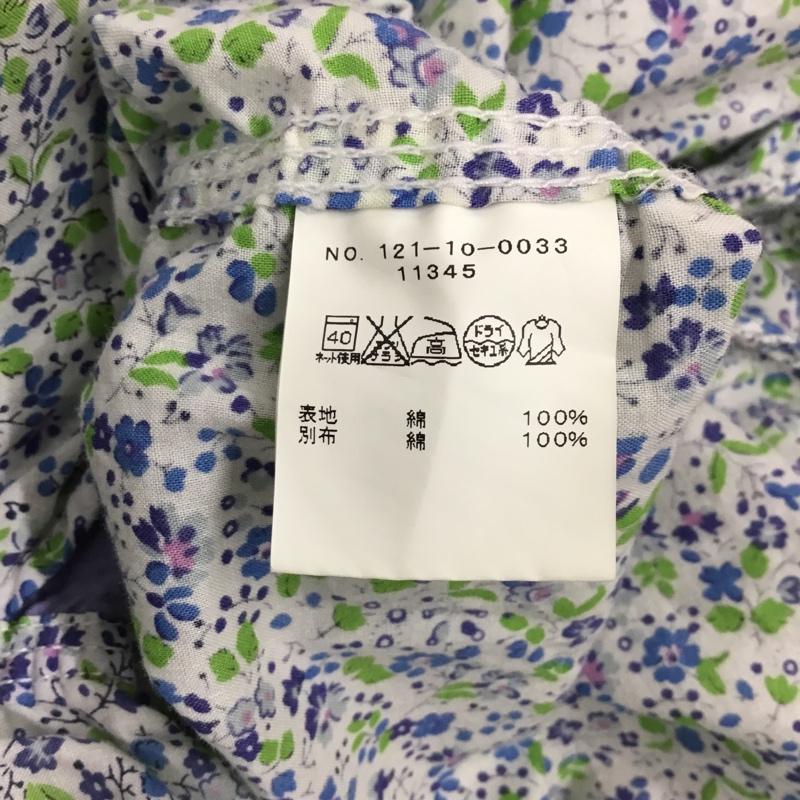 NO. 121-10-0033
11345
40 高 ドライ セキユ系
ネット使用
表地 綿 100%
別布 綿 100%